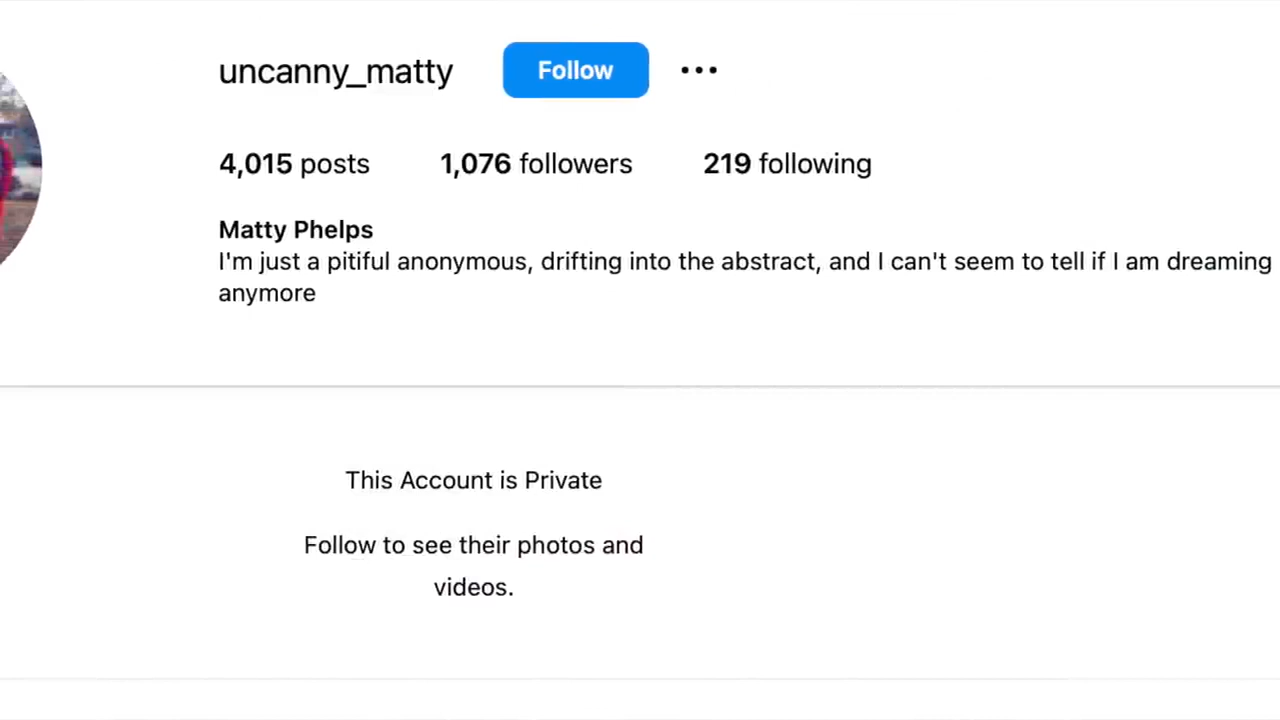 uncanny_matty Follow
4,015 posts 1,076 followers 219 following
Matty Phelps
I'm just a pitiful anonymous, drifting into the abstract, and I can't seem to tell if I am dreaming
anymore
This Account is Private
Follow to see their photos and
videos.